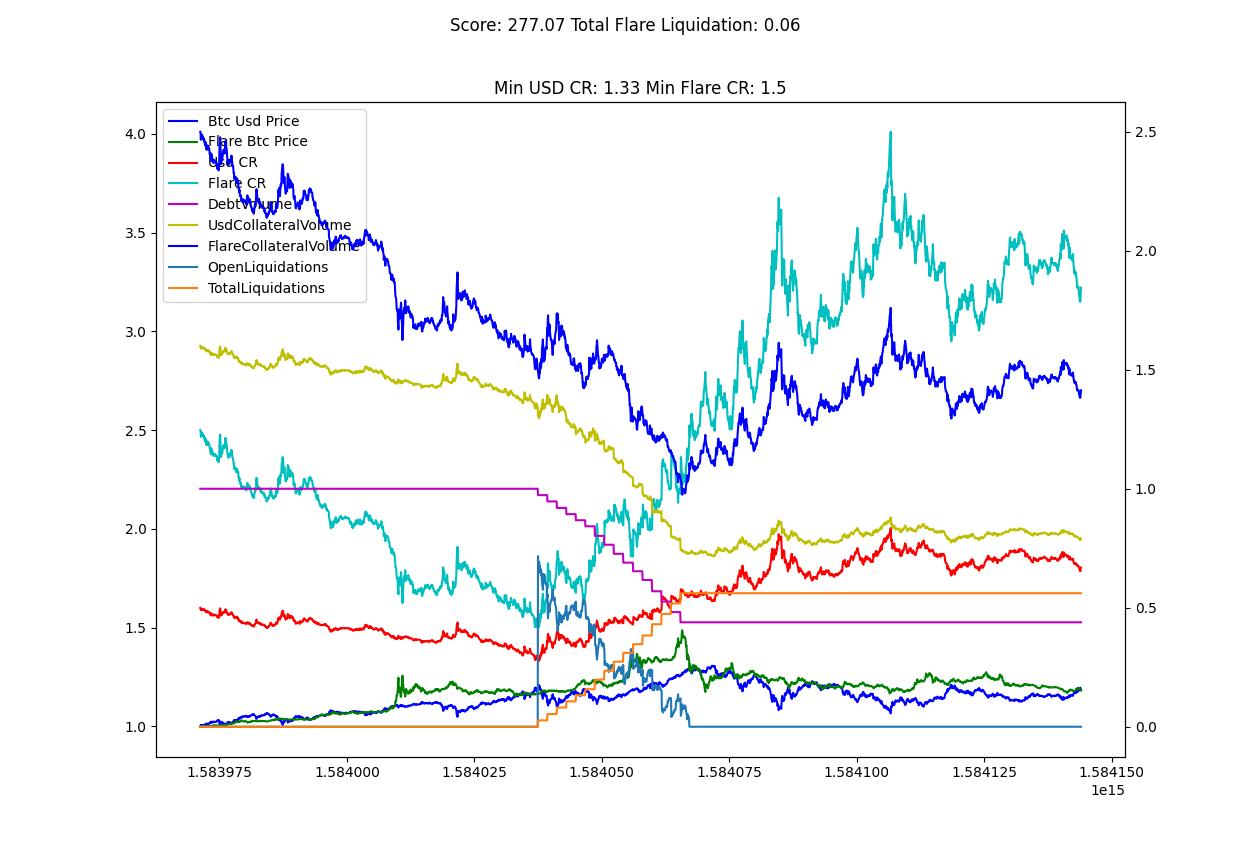 Score: 277.07 Total Flare Liquidation: 0.06
Min USD CR: 1.33 Min Flare CR: 1.5
Btc Usd Price
Flare Btc Price
Usd CR
Flare CR
DebtVolume
UsdCollateralVolume
FlareCollateralVolume
OpenLiquidations
TotalLiquidations
4.0
3.5
3.0
2.5
2.0
1.5
1.0
2.5
2.0
1.5
1.0
0.5
0.0
1.583975 1.584000 1.584025 1.584050 1.584075 1.584100 1.584125 1.584150
1e15